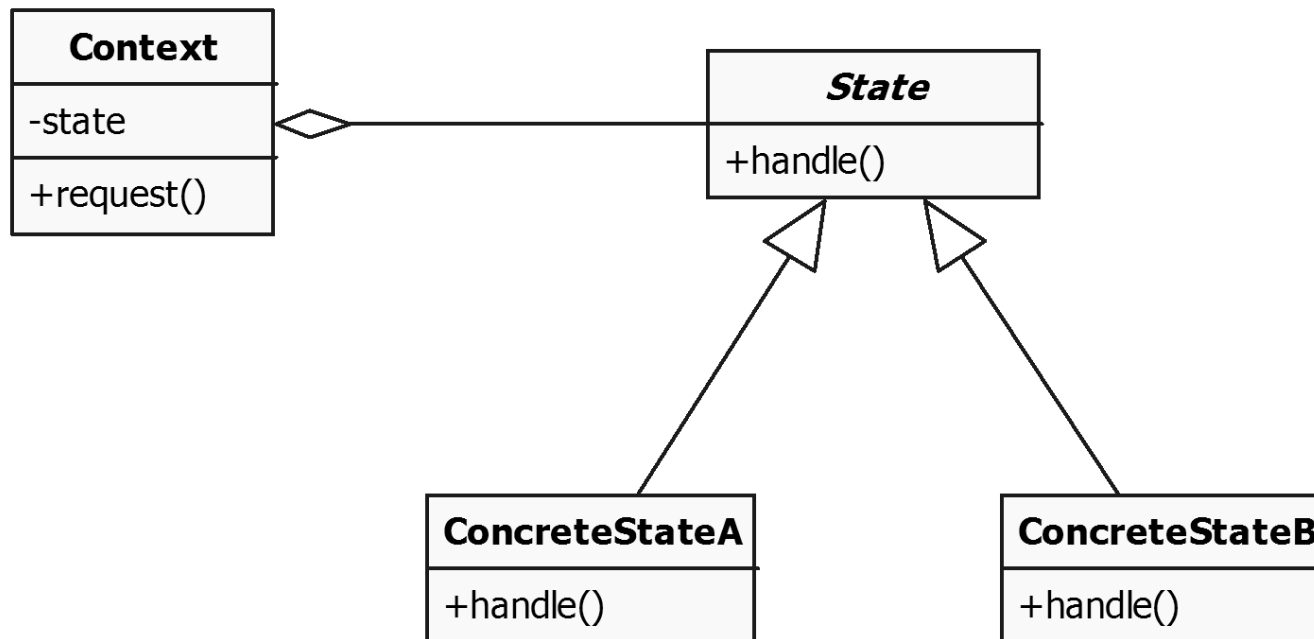 Context
-state
+request()
State
+handle()
ConcreteStateA
+handle()
ConcreteStateB
+handle()